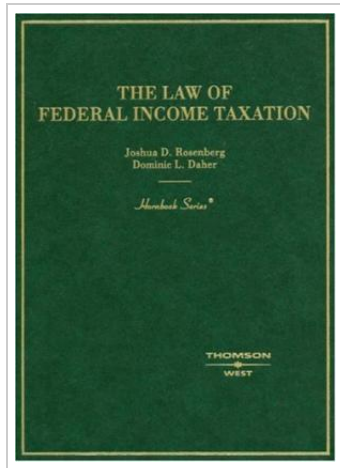 THE LAW OF
FEDERAL INCOME TAXATION
Joshua D. Rosenberg
Dominic L. Daher
Hornbook Series®
THOMSON
WEST